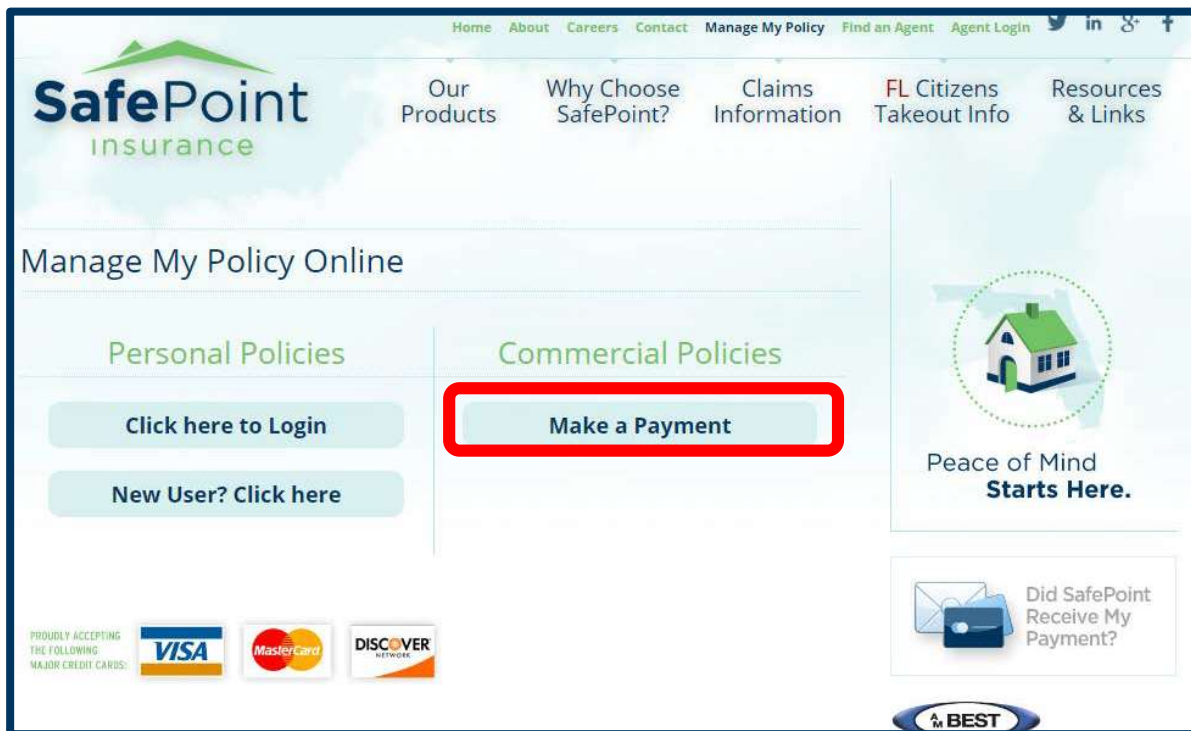 Home About Careers Contact Manage My Policy Find an Agent Agent Login
SafePoint
insurance
Our
Products
Why Choose
SafePoint?
Claims
Information
FL Citizens
Takeout Info
Resources
& Links
Manage My Policy Online
Personal Policies
Click here to Login
New User? Click here
Commercial Policies
Make a Payment
Peace of Mind
Starts Here.
Did SafePoint
Receive My
Payment?
PROUDLY ACCEPTING
THE FOLLOWING
MAJOR CREDIT CARDS:
VISA
MasterCard
DISCOVER
NETWORK
AM BEST